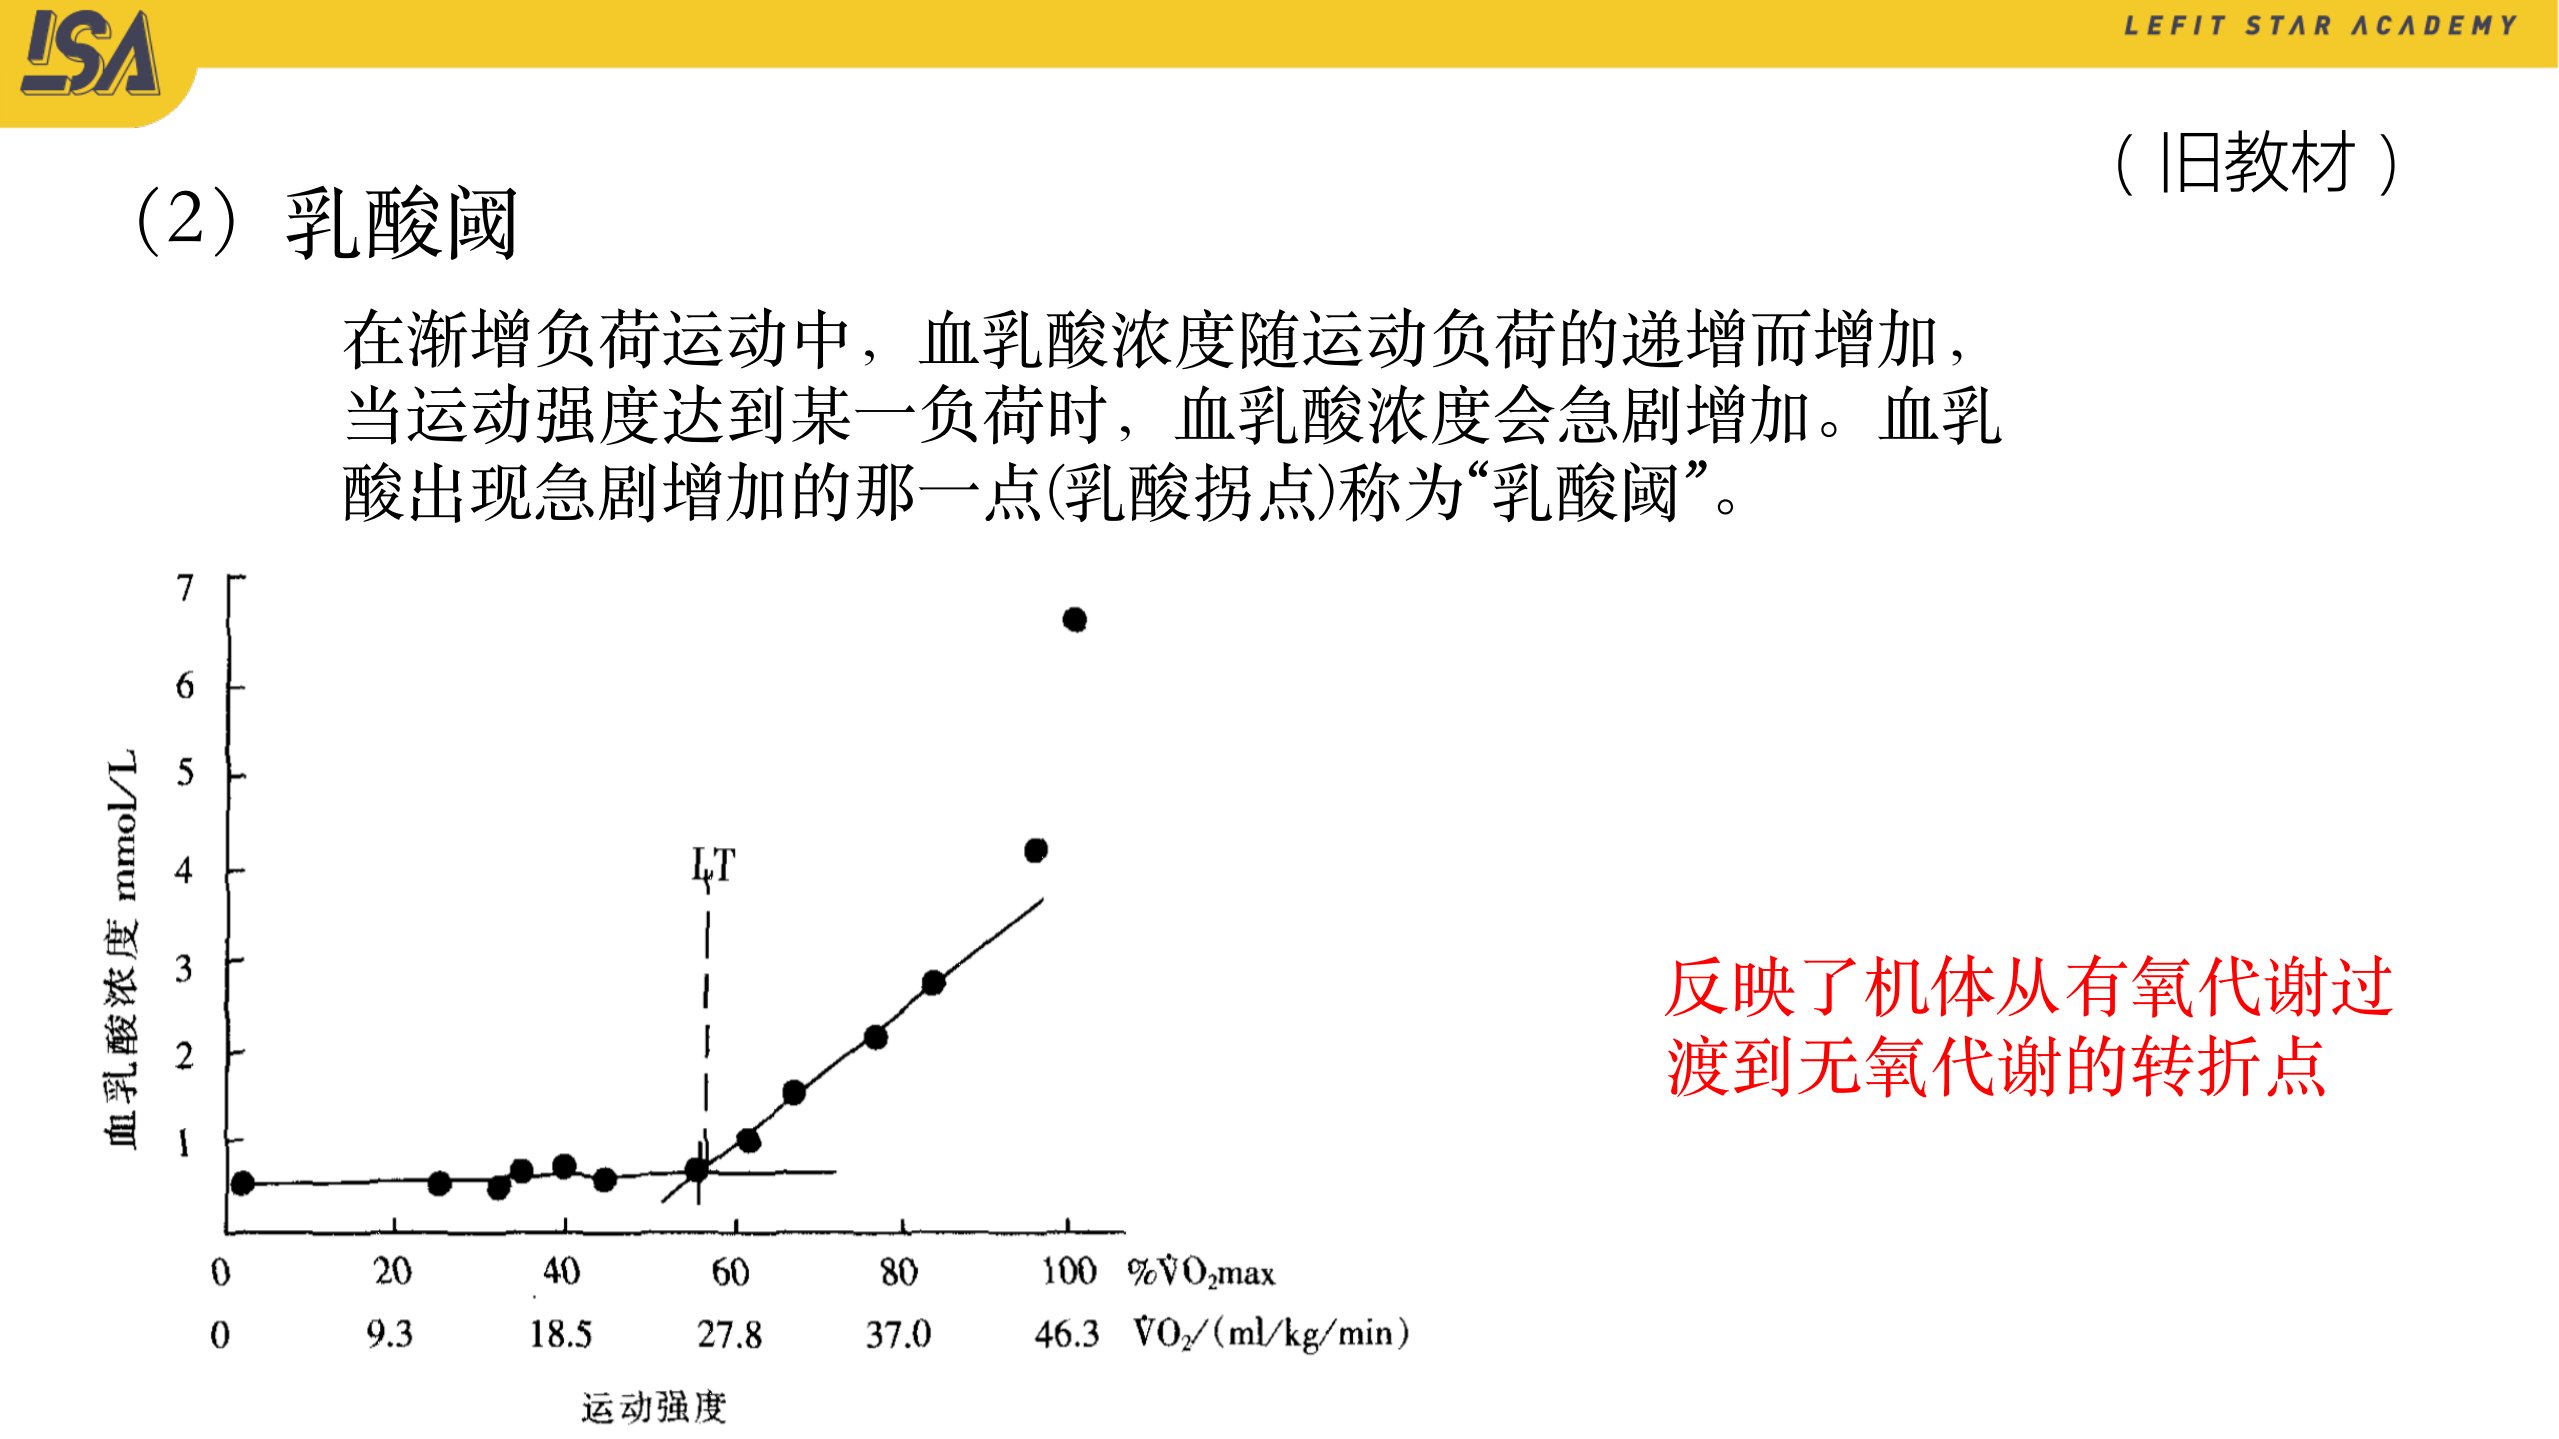 LSA
LEFIT STAR ACADEMY
（旧教材）
（2）乳酸阈
在渐增负荷运动中，血乳酸浓度随运动负荷的递增而增加，
当运动强度达到某一负荷时，血乳酸浓度会急剧增加。血乳
酸出现急剧增加的那一点(乳酸拐点)称为“乳酸阈”。
血乳酸浓度 mmol/L
7
6
5
4
3
2
1
LT
反映了机体从有氧代谢过
渡到无氧代谢的转折点
0 20 40 60 80 100 %V̇O₂max
0 9.3 18.5 27.8 37.0 46.3 V̇O₂/(ml/kg/min)
运动强度